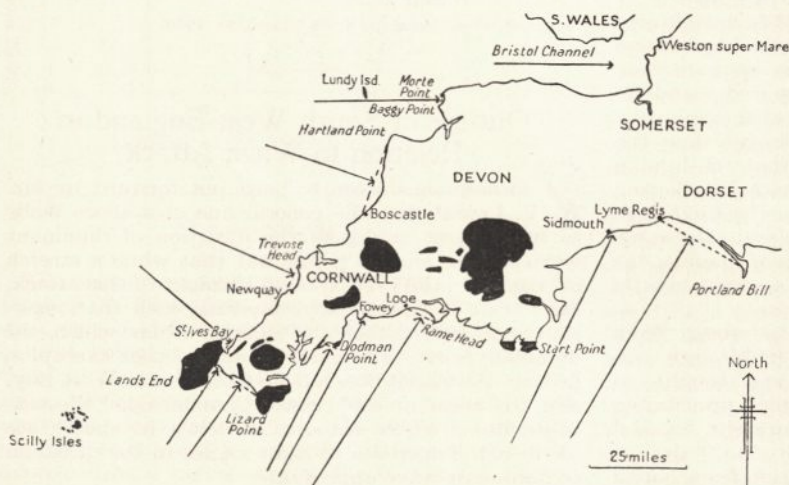 S. WALES
Bristol Channel
Weston super Mare
Lundy Isd.
Morte
Point
Baggy Point
Hartland Point
SOMERSET
DEVON
DORSET
Boscastle
Sidmouth
Lyme Regis
Trevose
Head
CORNWALL
Portland Bill
Newquay
Fowey
Looe
Rame Head
Start Point
St Ives Bay
Dodman
Point
North
Lands End
Lizard
Point
Scilly Isles
25 miles